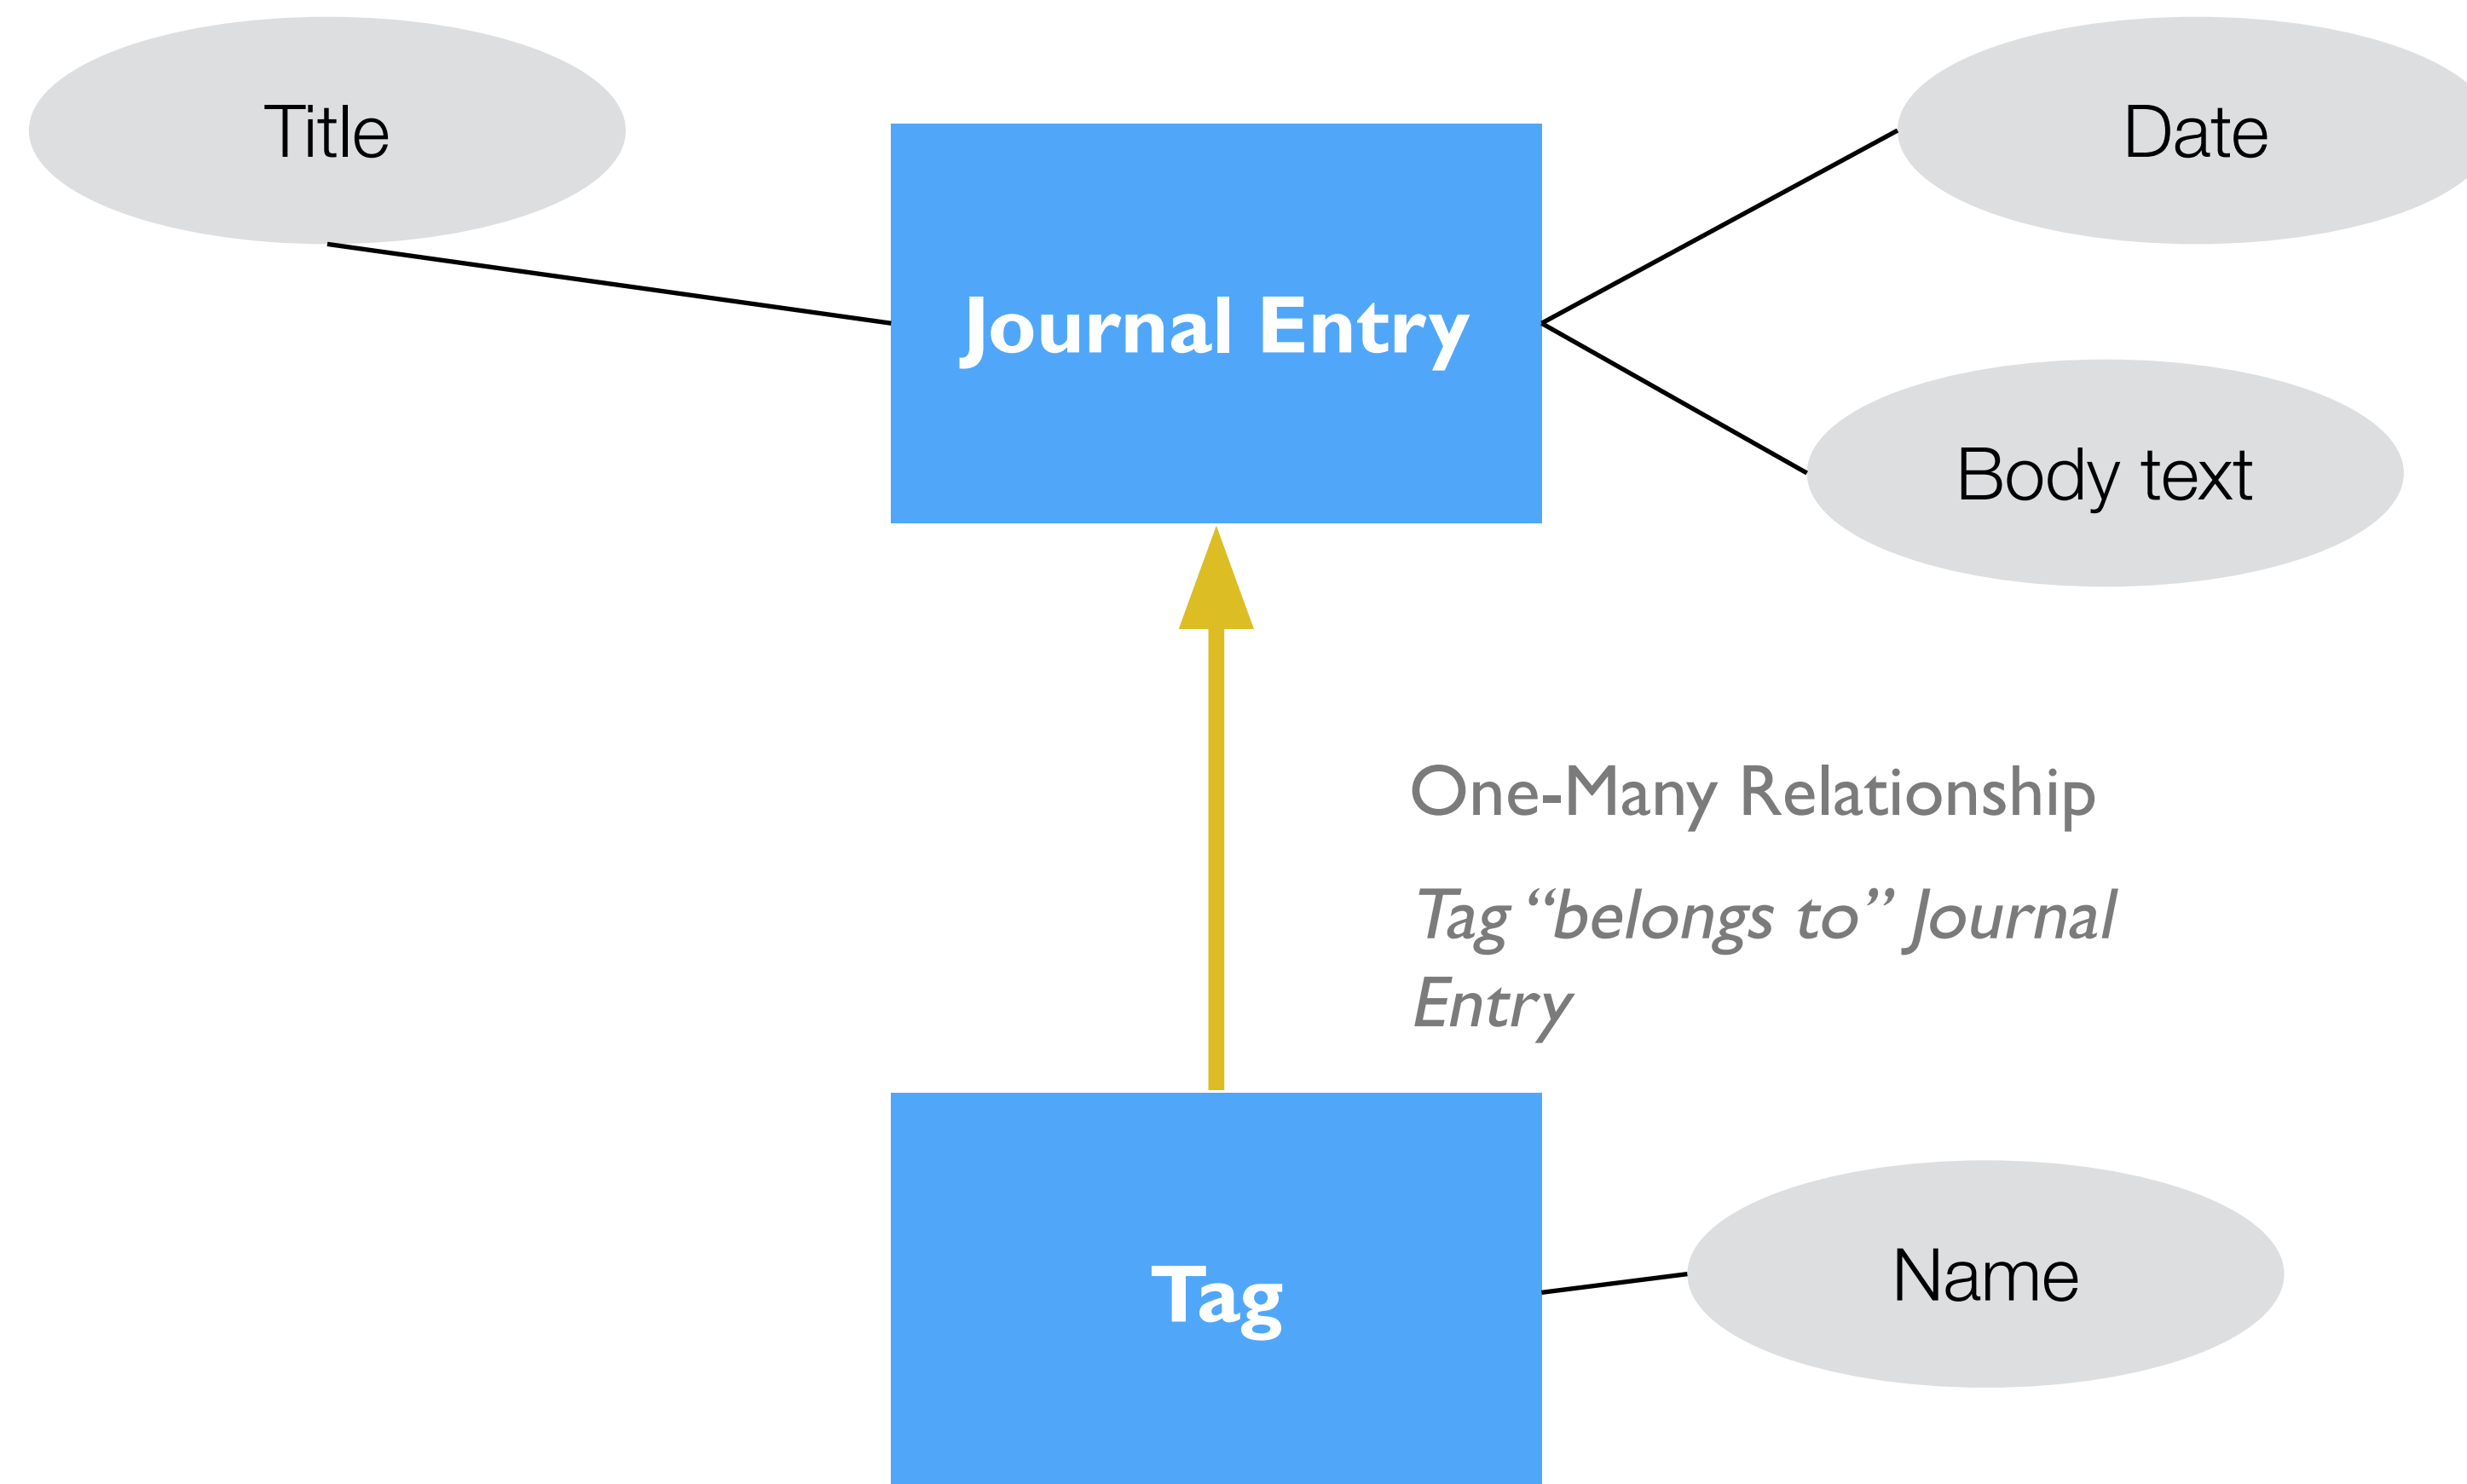 Title
Date
Journal Entry
Body text
One-Many Relationship
Tag “belongs to” Journal
Entry
Tag
Name